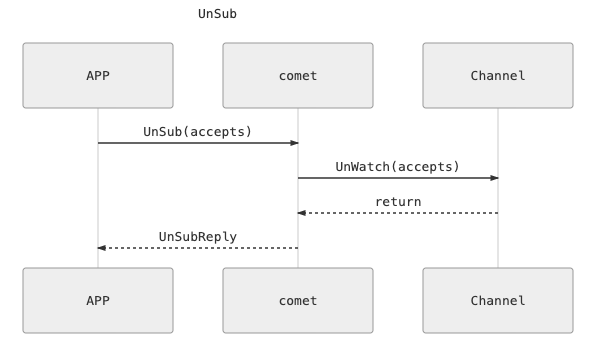 UnSub
APP
comet
Channel
UnSub(accepts)
UnWatch(accepts)
return
UnSubReply
APP
comet
Channel